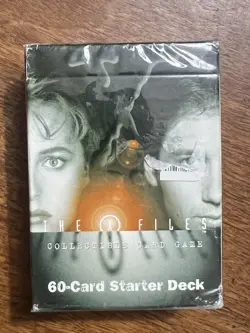 THE X FILES
COLLECTIBLE CARD GAME
60-Card Starter Deck